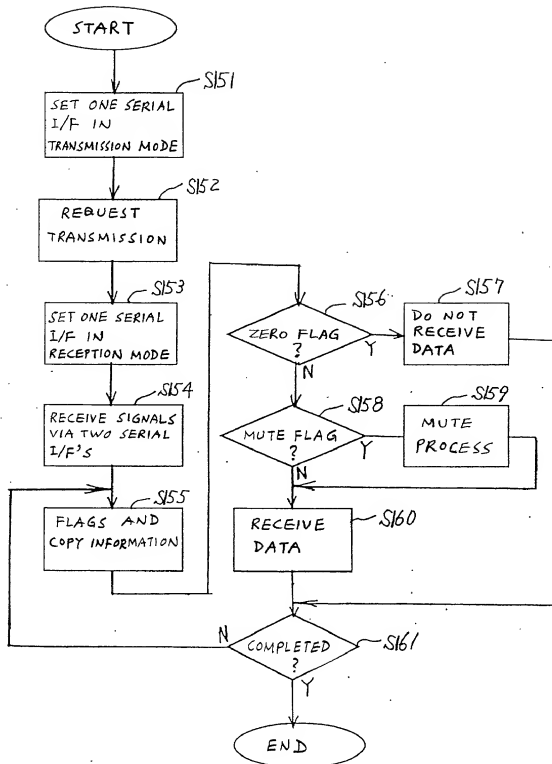 START
S151
SET ONE SERIAL
I/F IN
TRANSMISSION MODE
S152
REQUEST
TRANSMISSION
S153
SET ONE SERIAL
I/F IN
RECEPTION MODE
S154
RECEIVE SIGNALS
VIA TWO SERIAL
I/F'S
S155
FLAGS AND
COPY INFORMATION
S156
ZERO FLAG
?
Y
N
S157
DO NOT
RECEIVE
DATA
S158
MUTE FLAG
?
Y
N
S159
MUTE
PROCESS
S160
RECEIVE
DATA
S161
N
COMPLETED
?
Y
END